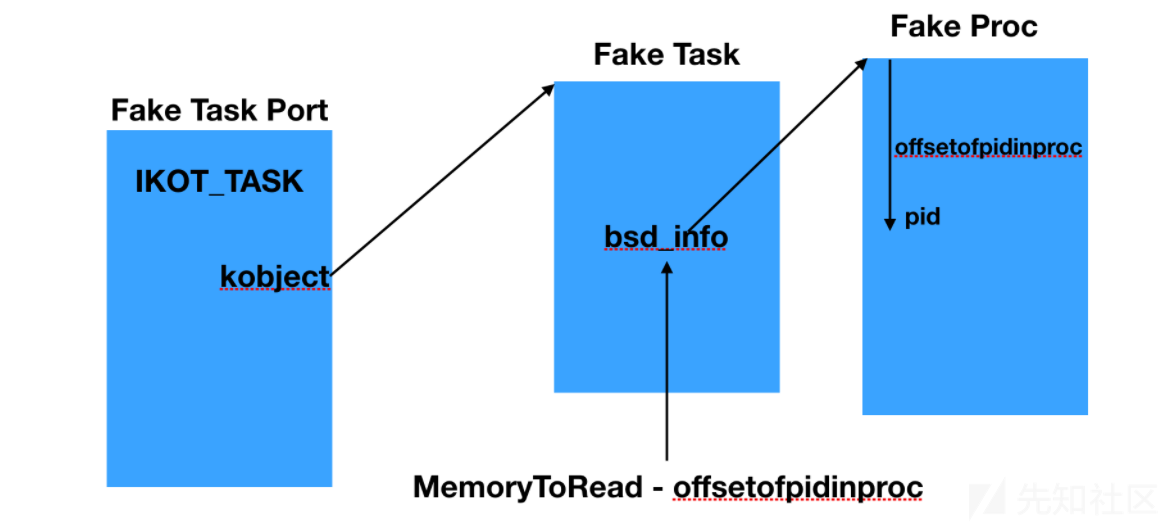 Fake Proc
Fake Task
Fake Task Port
offsetofpidinproc
IKOT_TASK
pid
bsd_info
kobject
MemoryToRead - offsetofpidinproc
先知社区